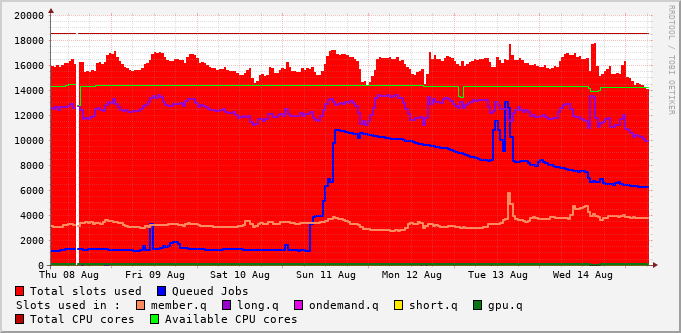 20000
18000
16000
14000
12000
10000
8000
6000
4000
2000
0
Thu 08 Aug Fri 09 Aug Sat 10 Aug Sun 11 Aug Mon 12 Aug Tue 13 Aug Wed 14 Aug
RRDTOOL / TOBI OETIKER
Total slots used Queued Jobs
Slots used in : member.q long.q ondemand.q short.q gpu.q
Total CPU cores Available CPU cores